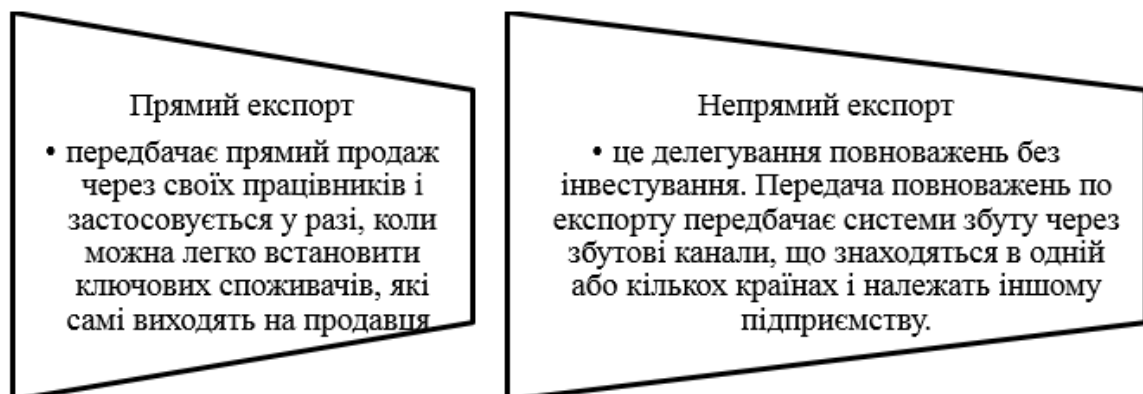 Прямий експорт
• передбачає прямий продаж
через своїх працівників і
застосовується у разі, коли
можна легко встановити
ключових споживачів, які
самі виходять на продавця
Непрямий експорт
• це делегування повноважень без
інвестування. Передача повноважень по
експорту передбачає системи збуту через
збутові канали, що знаходяться в одній
або кількох країнах і належать іншому
підприємству.